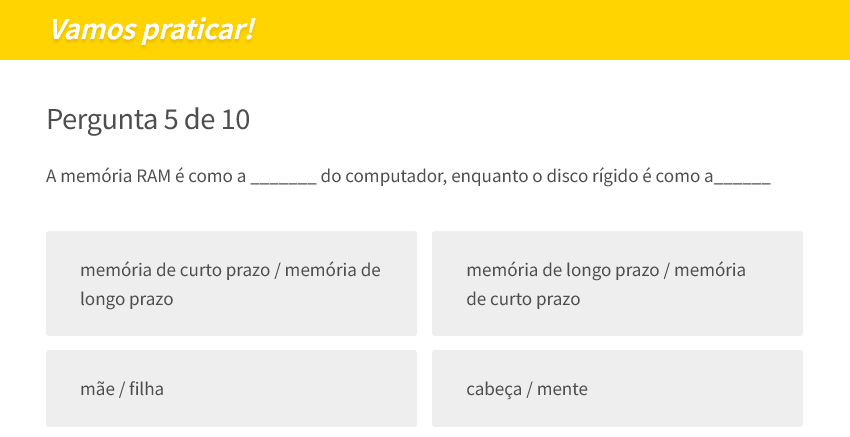 Vamos praticar!
Pergunta 5 de 10
A memória RAM é como a _______ do computador, enquanto o disco rígido é como a______
memória de curto prazo / memória de
longo prazo
memória de longo prazo / memória
de curto prazo
mãe / filha
cabeça / mente